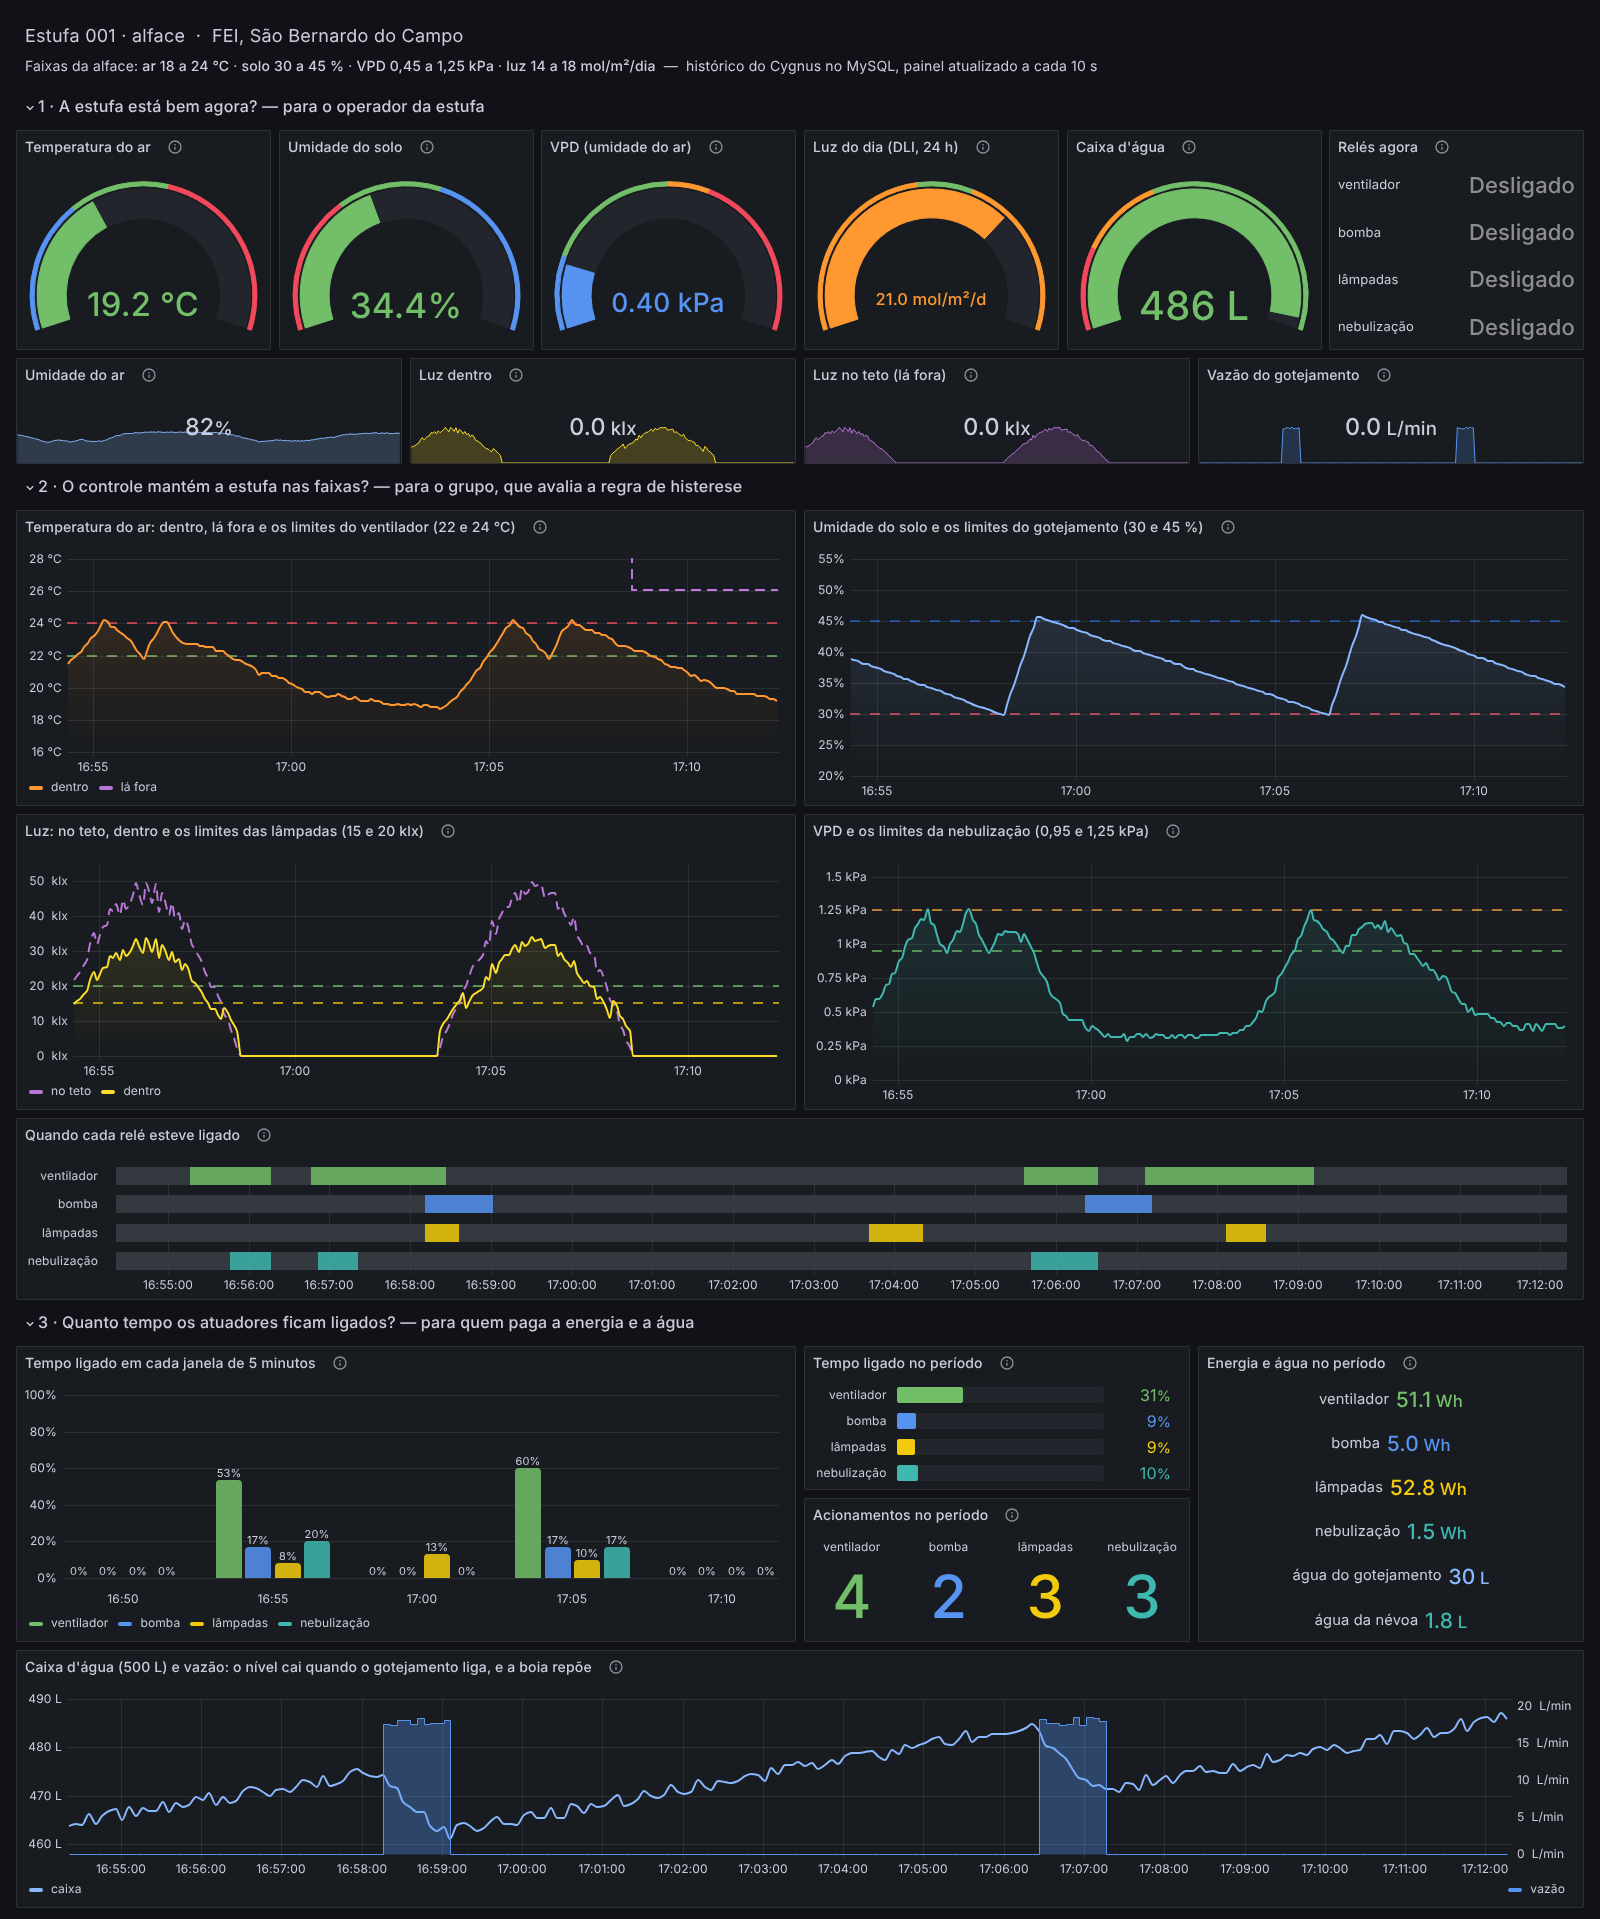 Estufa 001 · alface · FEI, São Bernardo do Campo
Faixas da alface: ar 18 a 24 °C · solo 30 a 45 % · VPD 0,45 a 1,25 kPa · luz 14 a 18 mol/m²/dia — histórico do Cygnus no MySQL, painel atualizado a cada 10 s
1 · A estufa está bem agora? — para o operador da estufa
Temperatura do ar
19.2 °C
Umidade do solo
34.4%
VPD (umidade do ar)
0.40 kPa
Luz do dia (DLI, 24 h)
21.0 mol/m²/d
Caixa d'água
486 L
Relés agora
ventilador Desligado
bomba Desligado
lâmpadas Desligado
nebulização Desligado
Umidade do ar
82%
Luz dentro
0.0 klx
Luz no teto (lá fora)
0.0 klx
Vazão do gotejamento
0.0 L/min
2 · O controle mantém a estufa nas faixas? — para o grupo, que avalia a regra de histerese
Temperatura do ar: dentro, lá fora e os limites do ventilador (22 e 24 °C)
28 °C
26 °C
24 °C
22 °C
20 °C
18 °C
16 °C
16:55 17:00 17:05 17:10
dentro lá fora
Umidade do solo e os limites do gotejamento (30 e 45 %)
55%
50%
45%
40%
35%
30%
25%
20%
16:55 17:00 17:05 17:10
Luz: no teto, dentro e os limites das lâmpadas (15 e 20 klx)
50 klx
40 klx
30 klx
20 klx
10 klx
0 klx
16:55 17:00 17:05 17:10
no teto dentro
VPD e os limites da nebulização (0,95 e 1,25 kPa)
1.5 kPa
1.25 kPa
1 kPa
0.75 kPa
0.5 kPa
0.25 kPa
0 kPa
16:55 17:00 17:05 17:10
Quando cada relé esteve ligado
ventilador
bomba
lâmpadas
nebulização
16:55:00 16:56:00 16:57:00 16:58:00 16:59:00 17:00:00 17:01:00 17:02:00 17:03:00 17:04:00 17:05:00 17:06:00 17:07:00 17:08:00 17:09:00 17:10:00 17:11:00 17:12:00
3 · Quanto tempo os atuadores ficam ligados? — para quem paga a energia e a água
Tempo ligado em cada janela de 5 minutos
100%
80%
60%
40%
20%
0%
0% 0% 0% 0% 53% 17% 8% 20% 0% 0% 13% 0% 60% 17% 10% 17% 0% 0% 0% 0%
16:50 16:55 17:00 17:05 17:10
ventilador bomba lâmpadas nebulização
Tempo ligado no período
ventilador 31%
bomba 9%
lâmpadas 9%
nebulização 10%
Acionamentos no período
ventilador bomba lâmpadas nebulização
4 2 3 3
Energia e água no período
ventilador 51.1 Wh
bomba 5.0 Wh
lâmpadas 52.8 Wh
nebulização 1.5 Wh
água do gotejamento 30 L
água da névoa 1.8 L
Caixa d'água (500 L) e vazão: o nível cai quando o gotejamento liga, e a boia repõe
490 L
480 L
470 L
460 L
20 L/min
15 L/min
10 L/min
5 L/min
0 L/min
16:55:00 16:56:00 16:57:00 16:58:00 16:59:00 17:00:00 17:01:00 17:02:00 17:03:00 17:04:00 17:05:00 17:06:00 17:07:00 17:08:00 17:09:00 17:10:00 17:11:00 17:12:00
caixa vazão